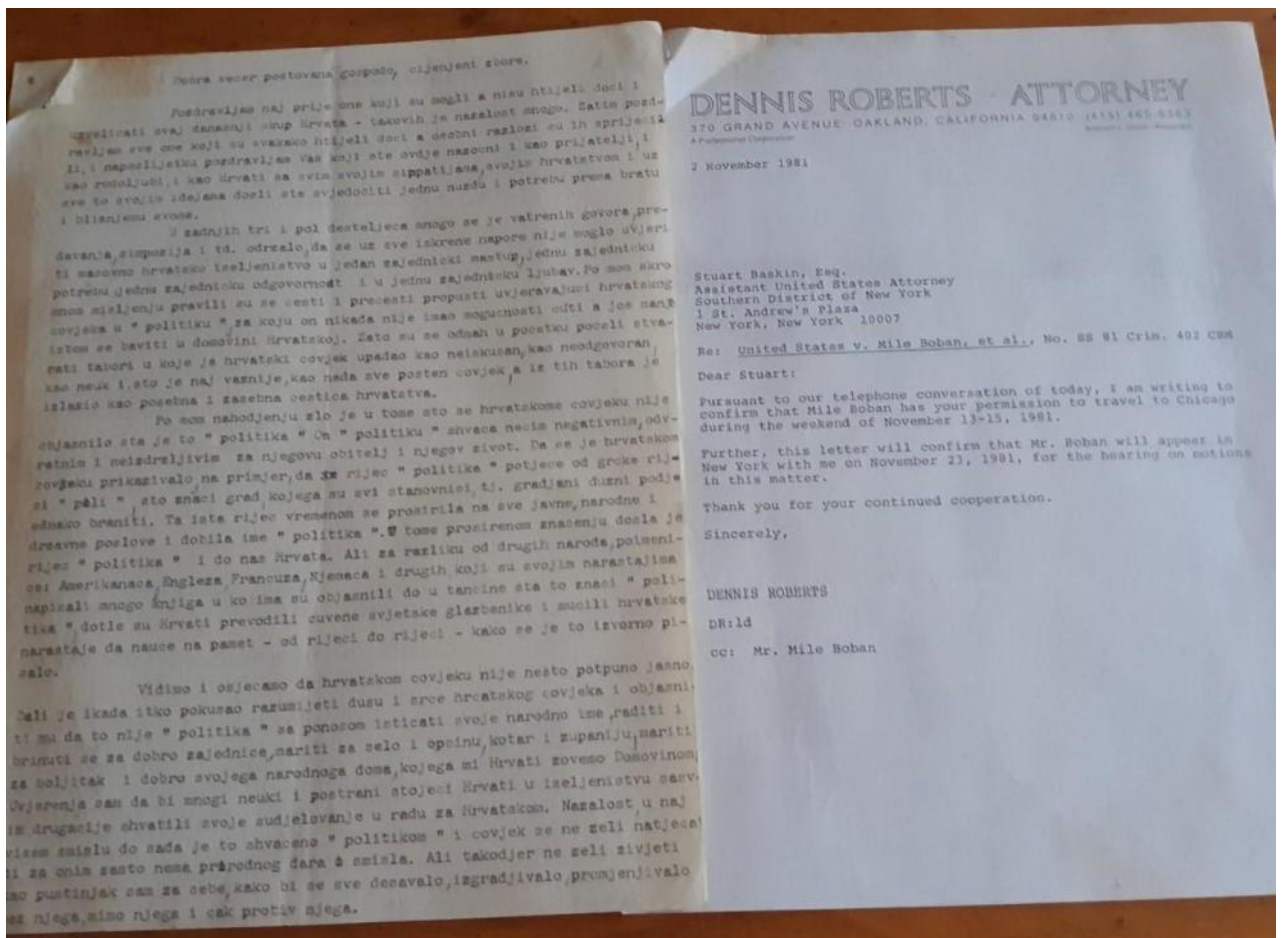 Dobra vecer postovana gospodo, cijenjeni zbore.
Pozdravljam naj prije one koji su mogli a nisu htijeli doci i
uzvelicati ovaj danasnji skup Hrvata - takovih je nazalost mnogo. Zatim pozd-
ravljam sve one koji su svakako htijeli doci a osobni razlozi su ih sprijecil
li, i naposlijetku pozdravljam Vas koji ste ovdje nazocni i kao prijatelji, i
kao rodoljubi, i kao Hrvati sa svim svojim sippatijama, svojim hrvatstvom i uz
sve to svojim idejama dosli ste svjedociti jednu nuzdu i potrebu prema bratu
i bliznjemu svome.
U zadnjih tri i pol desteljeca mnogo se je vatrenih govora, pre-
davanja, simpozija i td. odrzalo, da se uz sve iskrene napore nije moglo uvjeri
ti masovno hrvatsko iseljenistvo u jedan zajednicki nastup, jednu zajednicku
potrebu, jednu zajednicku odgovornost i u jednu zajednicku ljubav. Po mom skro
mnom misljenju pravili su se cesti i precesti propusti uvjeravajuci hrvatskog
covjeka u " politiku " za koju on nikada nije imao mogucnosti cuti a jos manje
istom se baviti u domovini Hrvatskoj. Zato su se odmah u pocetku poceli stva-
rati tabori u koje je hrvatski covjek upadao kao neiskusan, kao neodgovoran,
kao neuk i, sto je naj vaznije, kao nada sve posten covjek, a iz tih tabora je
izlazio kao posebna i zasebna cestica hrvatstva.
Po mom nahodjenju zlo je u tome sto se hrvatskome covjeku nije
objasnilo sta je to " politika " On " politiku " shvaca necim negativnim, odv-
ratnim i neizdrzljivim za njegovu obitelj i njegov zivot. Da se je hrvatskom
covjeku prikazivalo na primjer, da rijec " politika " potjece od grcke rij-
eci " poli " sto znaci grad kojega su svi stanovnici, tj. gradjani duzni podje
ednako braniti. Ta ista rijec vremenom se prosirila na sve javne, narodne i
drzavne poslove i dobila ime " politika ". U tome prosirenom znasenju dosla je
rijec " politika " i do nas Hrvata. Ali za razliku od drugih naroda, poimeni-
ce: Amerikanaca, Engleza, Francuza, Njemaca i drugih koji su svojim narastajima
napisali mnogo knjiga u kojima su objasnili do u tancine sta to znaci " poli-
tika ", dotle su Hrvati prevodili cuvene svjetske glazbenike i mucili hrvatske
narastaje da nauce na pamet - od rijeci do rijeci - kako se je to izvorno pi-
salo.
Vidimo i osjecamo da hrvatskom covjeku nije nesto potpuno jasno.
Dali je ikada itko pokusao razumijeti dusu i srce hrcatskog covjeka i objasni-
ti mu da to nije " politika " sa ponosom isticati svoje narodno ime, raditi i
brinuti se za dobro zajednice, mariti za selo i opsinu, kotar i zupaniju, mariti
za boljitak i dobro svojega narodnoga doma, kojega mi Hrvati zovemo Domovinom,
Uvjerenja sam da bi mnogi neuki i postrani stojeci Hrvati u iseljenistvu sasv-
im drugacije shvatili svoje sudjelovanje u radu za Hrvatskom. Nazalost u naj
visem smislu do sada je to shvaceno " politikom " i covjek se ne zeli natjeca
ti za onim zasto nema prirodnog dara i smisla. Ali takodjer ne zeli zivjeti
kao pustinjak sam za sebe, kako bi se sve desavalo, izgradjivalo, promjenjivalo
bez njega, mimo njega i cak protiv njega.
DENNIS ROBERTS ATTORNEY
370 GRAND AVENUE OAKLAND, CALIFORNIA 94610 (415) 465-6363
A Professional Corporation
2 November 1981
Stuart Baskin, Esq.
Assistant United States Attorney
Southern District of New York
1 St. Andrew's Plaza
New York, New York 10007
Re: United States v. Mile Boban, et al., No. SS 81 Crim. 402 CBM
Dear Stuart:
Pursuant to our telephone conversation of today, I am writing to
confirm that Mile Boban has your permission to travel to Chicago
during the weekend of November 13-15, 1981.
Further, this letter will confirm that Mr. Boban will appear in
New York with me on November 23, 1981, for the hearing on motions
in this matter.
Thank you for your continued cooperation.
Sincerely,
DENNIS ROBERTS
DR:ld
cc: Mr. Mile Boban